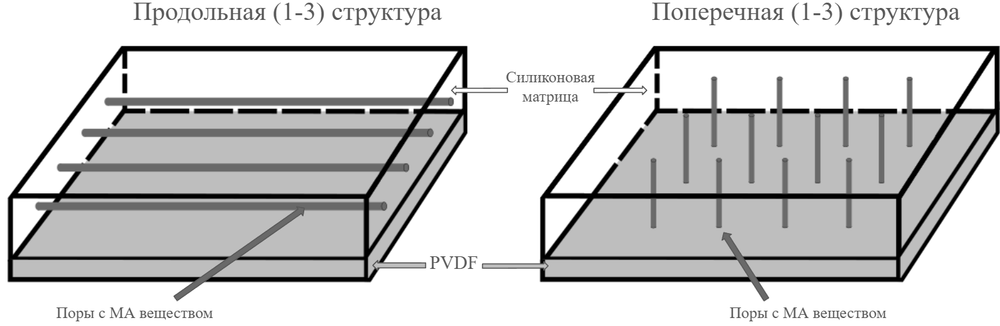 Продольная (1-3) структура
Поперечная (1-3) структура
Силиконовая
матрица
PVDF
Поры с МА веществом
Поры с МА веществом